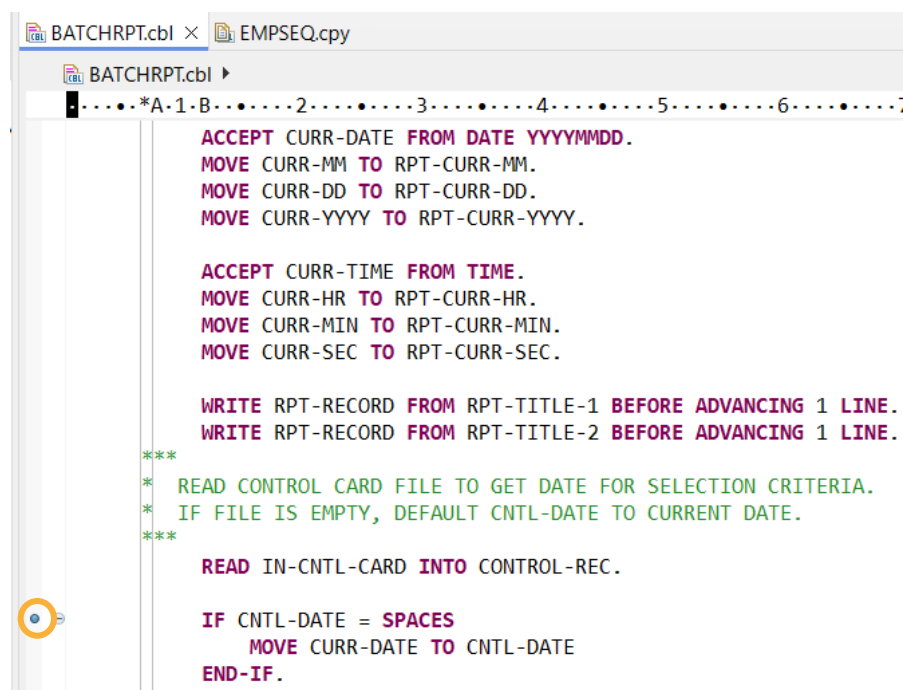 BATCHRPT.cbl × EMPSEQ.cpy
BATCHRPT.cbl
····•·*A·1·B··•····2····•····3····•····4····•····5····•····6····•····7
ACCEPT CURR-DATE FROM DATE YYYYMMDD.
MOVE CURR-MM TO RPT-CURR-MM.
MOVE CURR-DD TO RPT-CURR-DD.
MOVE CURR-YYYY TO RPT-CURR-YYYY.
ACCEPT CURR-TIME FROM TIME.
MOVE CURR-HR TO RPT-CURR-HR.
MOVE CURR-MIN TO RPT-CURR-MIN.
MOVE CURR-SEC TO RPT-CURR-SEC.
WRITE RPT-RECORD FROM RPT-TITLE-1 BEFORE ADVANCING 1 LINE.
WRITE RPT-RECORD FROM RPT-TITLE-2 BEFORE ADVANCING 1 LINE.
***
* READ CONTROL CARD FILE TO GET DATE FOR SELECTION CRITERIA.
* IF FILE IS EMPTY, DEFAULT CNTL-DATE TO CURRENT DATE.
***
READ IN-CNTL-CARD INTO CONTROL-REC.
IF CNTL-DATE = SPACES
MOVE CURR-DATE TO CNTL-DATE
END-IF.